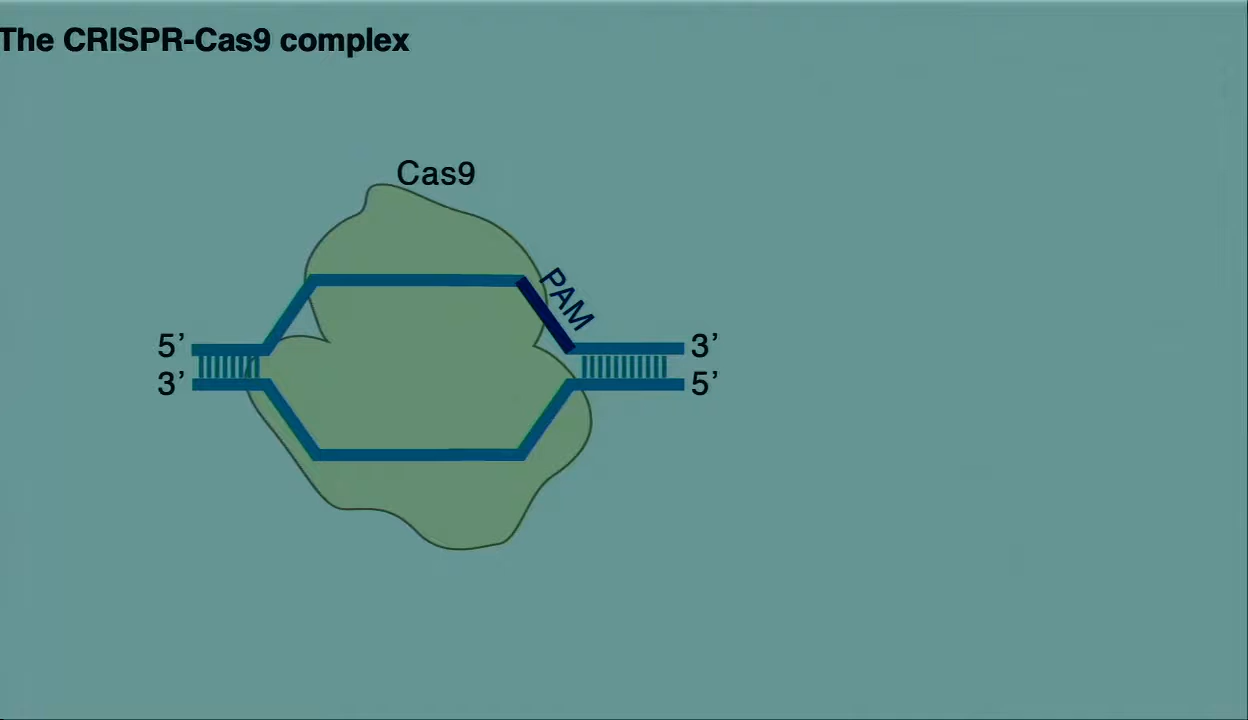 The CRISPR-Cas9 complex
Cas9
PAM
5’
3’
3’
5’